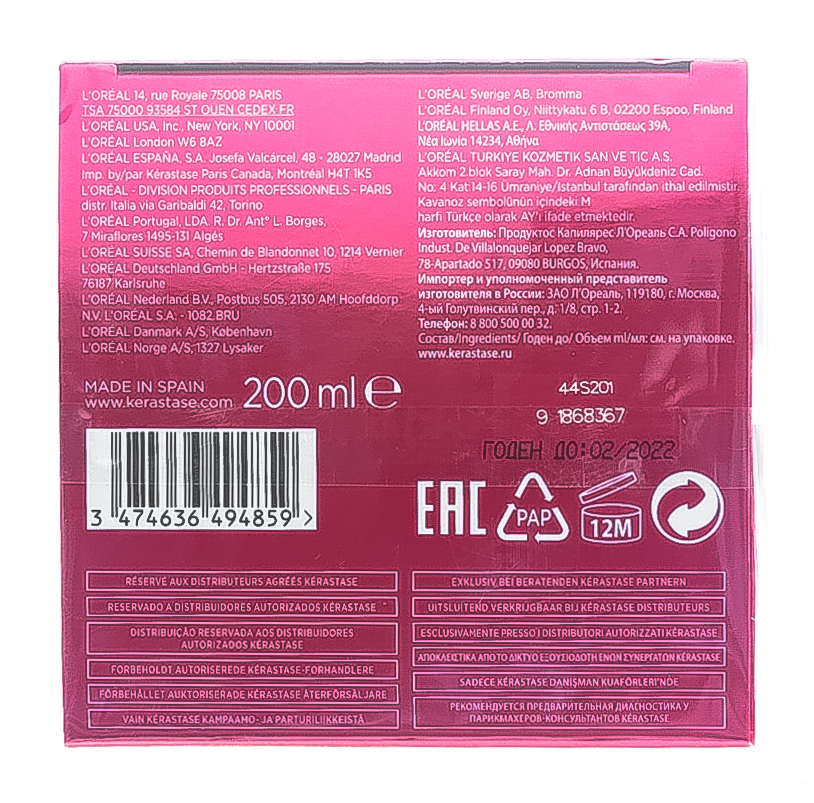 L'ORÉAL 14, rue Royale 75008 PARIS
TSA 75000 93584 ST OUEN CEDEX-FR
L'ORÉAL USA, Inc., New York, NY 10001
L'ORÉAL London W6 8AZ
L'ORÉAL ESPAÑA, S.A. Josefa Valcárcel, 48 - 28027 Madrid
Imp. by/par Kérastase Paris Canada, Montréal H4T 1K5
L'ORÉAL - DIVISION PRODUITS PROFESSIONNELS - PARIS
distr. Italia via Garibaldi 42, Torino
L'ORÉAL Portugal, LDA. R. Dr. Antº L. Borges,
7 Miraflores 1495-131 Algés
L'ORÉAL SUISSE SA, Chemin de Blandonnet 10, 1214 Vernier
L'ORÉAL Deutschland GmbH - Hertzstraße 175
76187 Karlsruhe
L'ORÉAL Nederland B.V., Postbus 505, 2130 AM Hoofddorp
N.V. L'ORÉAL S.A. - 1082 BRU
L'ORÉAL Danmark A/S, København
L'ORÉAL Norge A/S, 1327 Lysaker
MADE IN SPAIN
www.kerastase.com
200 ml e
3 474636 494859 >
L'ORÉAL Sverige AB, Bromma
L'ORÉAL Finland Oy, Niittykatu 6 B, 02200 Espoo, Finland
L'ORÉAL HELLAS A.E., Λ. Εθνικής Αντιστάσεως 39A,
Νέα Ιωνία 14234, Αθήνα
L'ORÉAL TURKIYE KOZMETIK SAN VE TIC A.S.
Akkom 2.blok Saray Mah. Dr. Adnan Büyükdeniz Cad.
No: 4 Kat 14-16 Ümraniye/Istanbul tarafından ithal edilmiştir.
Kavanoz sembolünün içindeki M
harfi Türkçe olarak AY'ı ifade etmektedir.
Изготовитель: Продуктос Капилярес Л'Ореаль С.А. Poligono
Indust. De Villalonquejar Lopez Bravo,
78-Apartado 517, 09080 BURGOS, Испания.
Импортер и уполномоченный представитель
изготовителя в России: ЗАО Л'Ореаль, 119180, г. Москва,
4-ый Голутвинский пер., д. 1/8, стр. 1-2.
Телефон: 8 800 500 00 32.
Состав/Ingredients/ Годен до/ Объем ml/мл: см. на упаковке.
www.kerastase.ru
44S201
9 1868367
ГОДЕН ДО:02/2022
EAC
PAP
12M
RÉSERVÉ AUX DISTRIBUTEURS AGRÉÉS KÉRASTASE
RESERVADO A DISTRIBUIDORES AUTORIZADOS KÉRASTASE
DISTRIBUIÇÃO RESERVADA AOS DISTRIBUIDORES
AUTORIZADOS KÉRASTASE
FORBEHOLDT AUTORISEREDE KÉRASTASE-FORHANDLERE
FÖRBEHÅLLET AUKTORISERADE KÉRASTASE ÅTERFÖRSÄLJARE
VAIN KÉRASTASE KAMPAAMO- JA PARTURILIIKKEISTÄ
EXKLUSIV BEI BERATENDEN KÉRASTASE PARTNERN
UITSLUITEND VERKRIJGBAAR BIJ KÉRASTASE DISTRIBUTEURS
ESCLUSIVAMENTE PRESSO I DISTRIBUTORI AUTORIZZATI KÉRASTASE
ΑΠΟΚΛΕΙΣΤΙΚΑ ΑΠΟ ΤΟ ΔΙΚΤΥΟ ΕΞΟΥΣΙΟΔΟΤΗΕΝΩΝ ΣΥΝΕΡΓΑΤΩΝ KÉRASTASE
SADECE KÉRASTASE DANIŞMAN KUAFÖRLERİ'NDE
РЕКОМЕНДУЕТСЯ ПРЕДВАРИТЕЛЬНАЯ ДИАГНОСТИКА У
ПАРИКМАХЕРОВ-КОНСУЛЬТАНТОВ KÉRASTASE